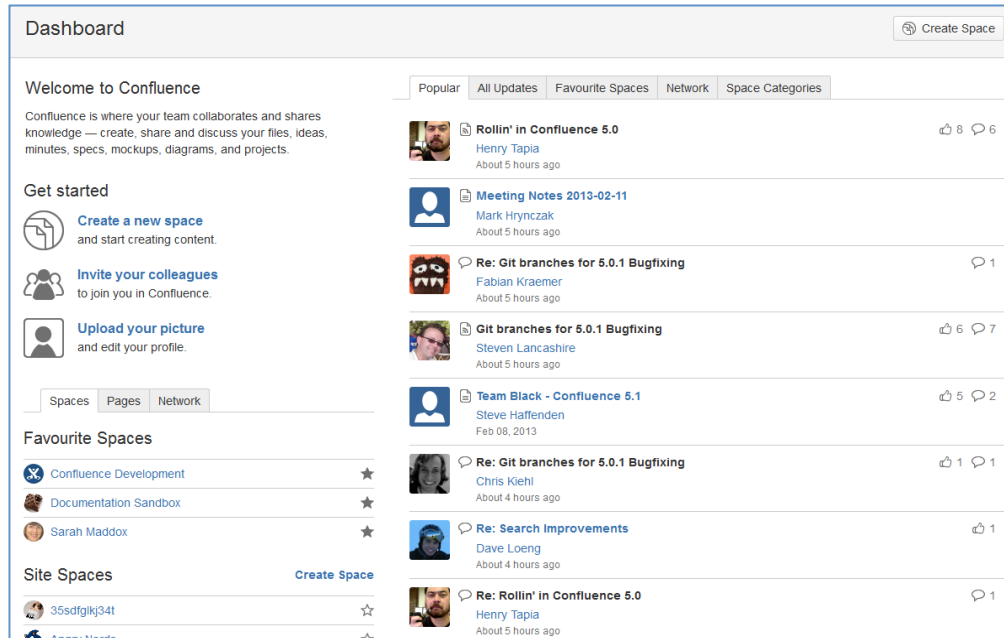 Dashboard
Create Space
Welcome to Confluence
Confluence is where your team collaborates and shares
knowledge — create, share and discuss your files, ideas,
minutes, specs, mockups, diagrams, and projects.
Get started
Create a new space
and start creating content.
Invite your colleagues
to join you in Confluence.
Upload your picture
and edit your profile.
Spaces Pages Network
Favourite Spaces
Confluence Development
Documentation Sandbox
Sarah Maddox
Site Spaces Create Space
35sdfglkj34t
Angry Nerds
Popular All Updates Favourite Spaces Network Space Categories
Rollin' in Confluence 5.0 8 6
Henry Tapia
About 5 hours ago
Meeting Notes 2013-02-11
Mark Hrynczak
About 5 hours ago
Re: Git branches for 5.0.1 Bugfixing 1
Fabian Kraemer
About 5 hours ago
Git branches for 5.0.1 Bugfixing 6 7
Steven Lancashire
About 5 hours ago
Team Black - Confluence 5.1 5 2
Steve Haffenden
Feb 08, 2013
Re: Git branches for 5.0.1 Bugfixing 1 1
Chris Kiehl
About 4 hours ago
Re: Search Improvements 1
Dave Loeng
About 4 hours ago
Re: Rollin' in Confluence 5.0 1
Henry Tapia
About 5 hours ago